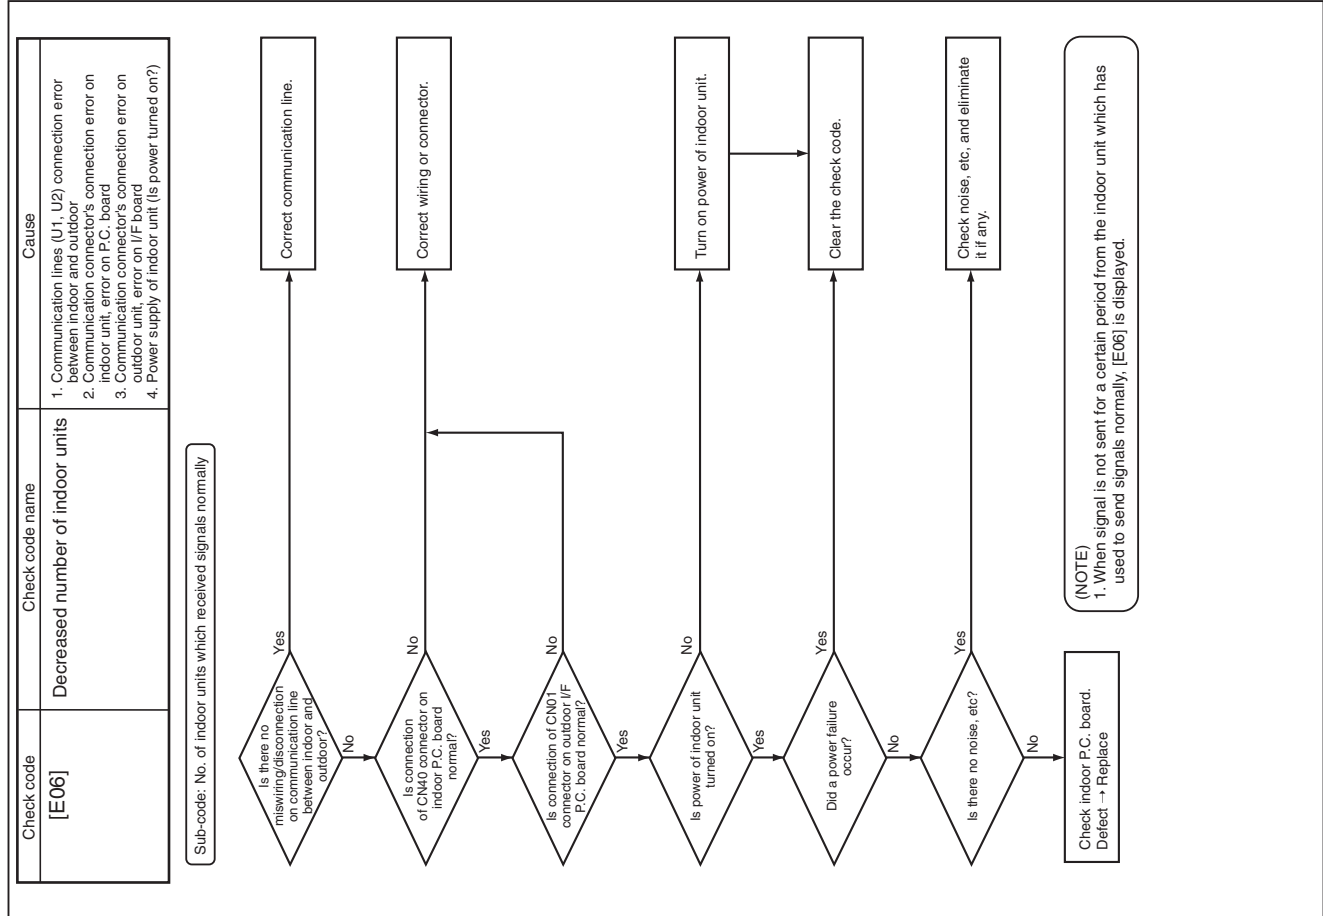 Check code
Check code name
Cause
[E06]
Decreased number of indoor units
1. Communication lines (U1, U2) connection error
between indoor and outdoor
2. Communication connector's connection error on
indoor unit, error on P.C. board
3. Communication connector's connection error on
outdoor unit, error on I/F board
4. Power supply of indoor unit (Is power turned on?)
Sub-code: No. of indoor units which received signals normally
Is there no
miswiring/disconnection
on communication line
between indoor and
outdoor?
Yes
Correct communication line.
No
Is connection
of CN40 connector on
indoor P.C. board
normal?
No
Correct wiring or connector.
Yes
Is connection of CN01
connector on outdoor I/F
P.C. board normal?
No
Yes
Is power of indoor unit
turned on?
No
Turn on power of indoor unit.
Yes
Did a power failure
occur?
Yes
Clear the check code.
No
Is there no noise, etc?
Yes
Check noise, etc, and eliminate
it if any.
No
Check indoor P.C. board.
Defect → Replace
(NOTE)
1. When signal is not sent for a certain period from the indoor unit which has
used to send signals normally, [E06] is displayed.